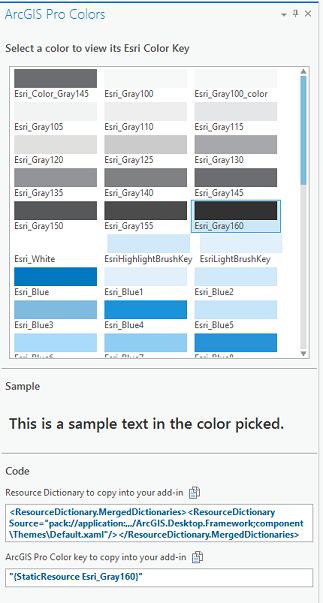 ArcGIS Pro Colors
Select a color to view its Esri Color Key
Esri_Color_Gray145 Esri_Gray100 Esri_Gray100_color
Esri_Gray105 Esri_Gray110 Esri_Gray115
Esri_Gray120 Esri_Gray125 Esri_Gray130
Esri_Gray135 Esri_Gray140 Esri_Gray145
Esri_Gray150 Esri_Gray155 Esri_Gray160
Esri_White EsriHighlightBrushKey EsriLightBrushKey
Esri_Blue Esri_Blue1 Esri_Blue2
Esri_Blue3 Esri_Blue4 Esri_Blue5
Esri_Blue6 Esri_Blue7 Esri_Blue8
Sample
This is a sample text in the color picked.
Code
Resource Dictionary to copy into your add-in
<ResourceDictionary.MergedDictionaries><ResourceDictionary
Source="pack://application:,,,/ArcGIS.Desktop.Framework;component
\Themes\Default.xaml"/></ResourceDictionary.MergedDictionaries>
ArcGIS Pro Color key to copy into your add-in
"{StaticResource Esri_Gray160}"